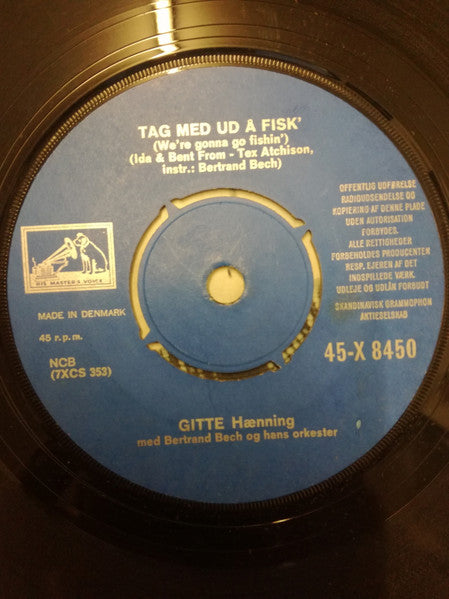 TAG MED UD Å FISK'
(We're gonna go fishin')
(Ida & Bent From - Tex Atchison,
instr.: Bertrand Bech)
HIS MASTER'S VOICE
MADE IN DENMARK
45 r.p.m.
NCB
(7XCS 353)
OFFENTLIG UDFØRELSE
RADIOUDSENDELSE OG
KOPIERING AF DENNE PLADE
UDEN AUTORISATION
FORBYDES.
ALLE RETTIGHEDER
FORBEHOLDES PRODUCENTEN
RESP. EJEREN AF DET
INDSPILLEDE VÆRK.
UDLEJE OG UDLÅN FORBUDT
SKANDINAVISK GRAMMOPHON
AKTIESELSKAB
45-X 8450
GITTE Hænning
med Bertrand Bech og hans orkester